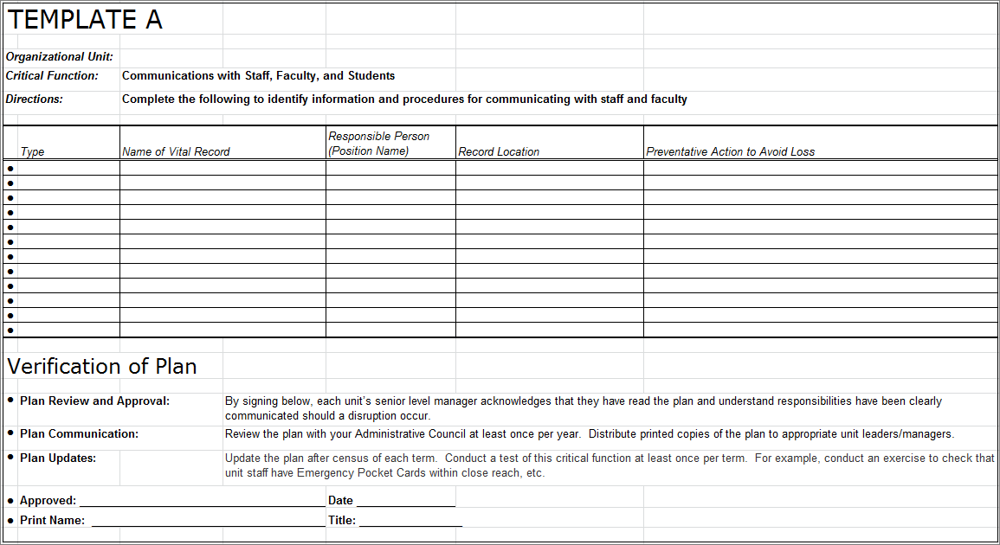 TEMPLATE A
Organizational Unit:
Critical Function: Communications with Staff, Faculty, and Students
Directions: Complete the following to identify information and procedures for communicating with staff and faculty
Type Name of Vital Record Responsible Person (Position Name) Record Location Preventative Action to Avoid Loss
●
●
●
●
●
●
●
●
●
●
●
●
Verification of Plan
● Plan Review and Approval: By signing below, each unit’s senior level manager acknowledges that they have read the plan and understand responsibilities have been clearly
communicated should a disruption occur.
● Plan Communication: Review the plan with your Administrative Council at least once per year.  Distribute printed copies of the plan to appropriate unit leaders/managers.
● Plan Updates: Update the plan after census of each term.  Conduct a test of this critical function at least once per term.  For example, conduct an exercise to check that
unit staff have Emergency Pocket Cards within close reach, etc.
● Approved: ______________________ Date ______________
● Print Name: ______________________ Title: ______________